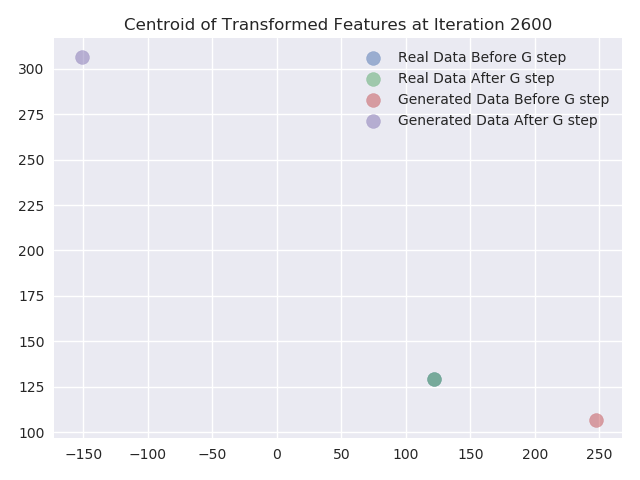 Centroid of Transformed Features at Iteration 2600
Real Data Before G step
Real Data After G step
Generated Data Before G step
Generated Data After G step
300
275
250
225
200
175
150
125
100
−150 −100 −50 0 50 100 150 200 250